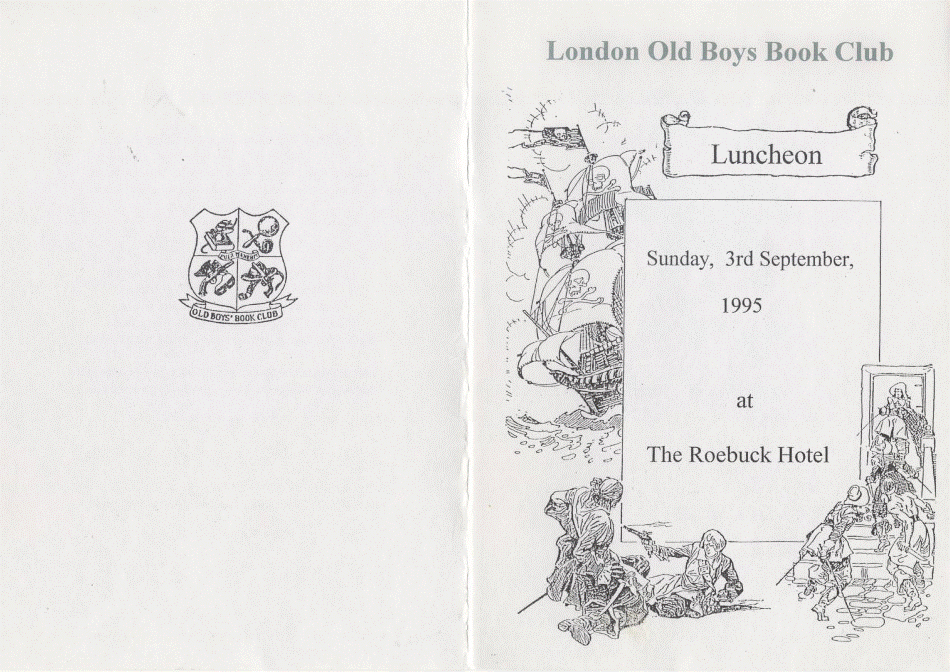 OLD BOYS' BOOK CLUB
London Old Boys Book Club
Luncheon
Sunday, 3rd September,
1995
at
The Roebuck Hotel